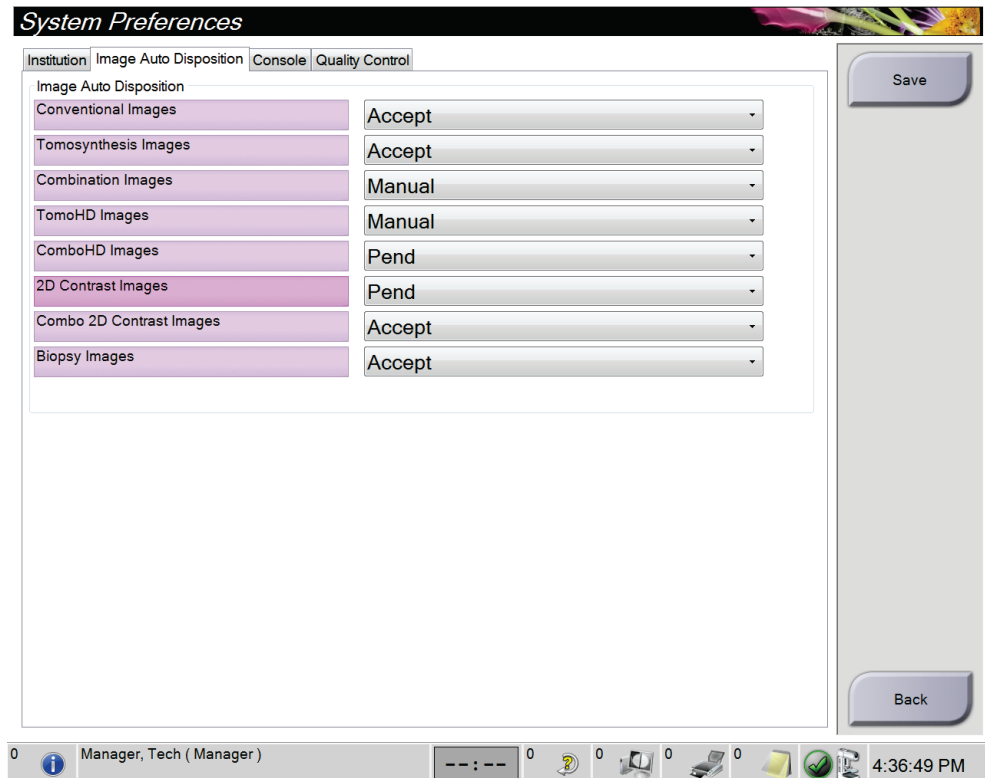 System Preferences
Institution Image Auto Disposition Console Quality Control
Image Auto Disposition
Conventional Images Accept
Tomosynthesis Images Accept
Combination Images Manual
TomoHD Images Manual
ComboHD Images Pend
2D Contrast Images Pend
Combo 2D Contrast Images Accept
Biopsy Images Accept
Save
Back
0 Manager, Tech ( Manager ) --:-- 0 0 0 0 4:36:49 PM